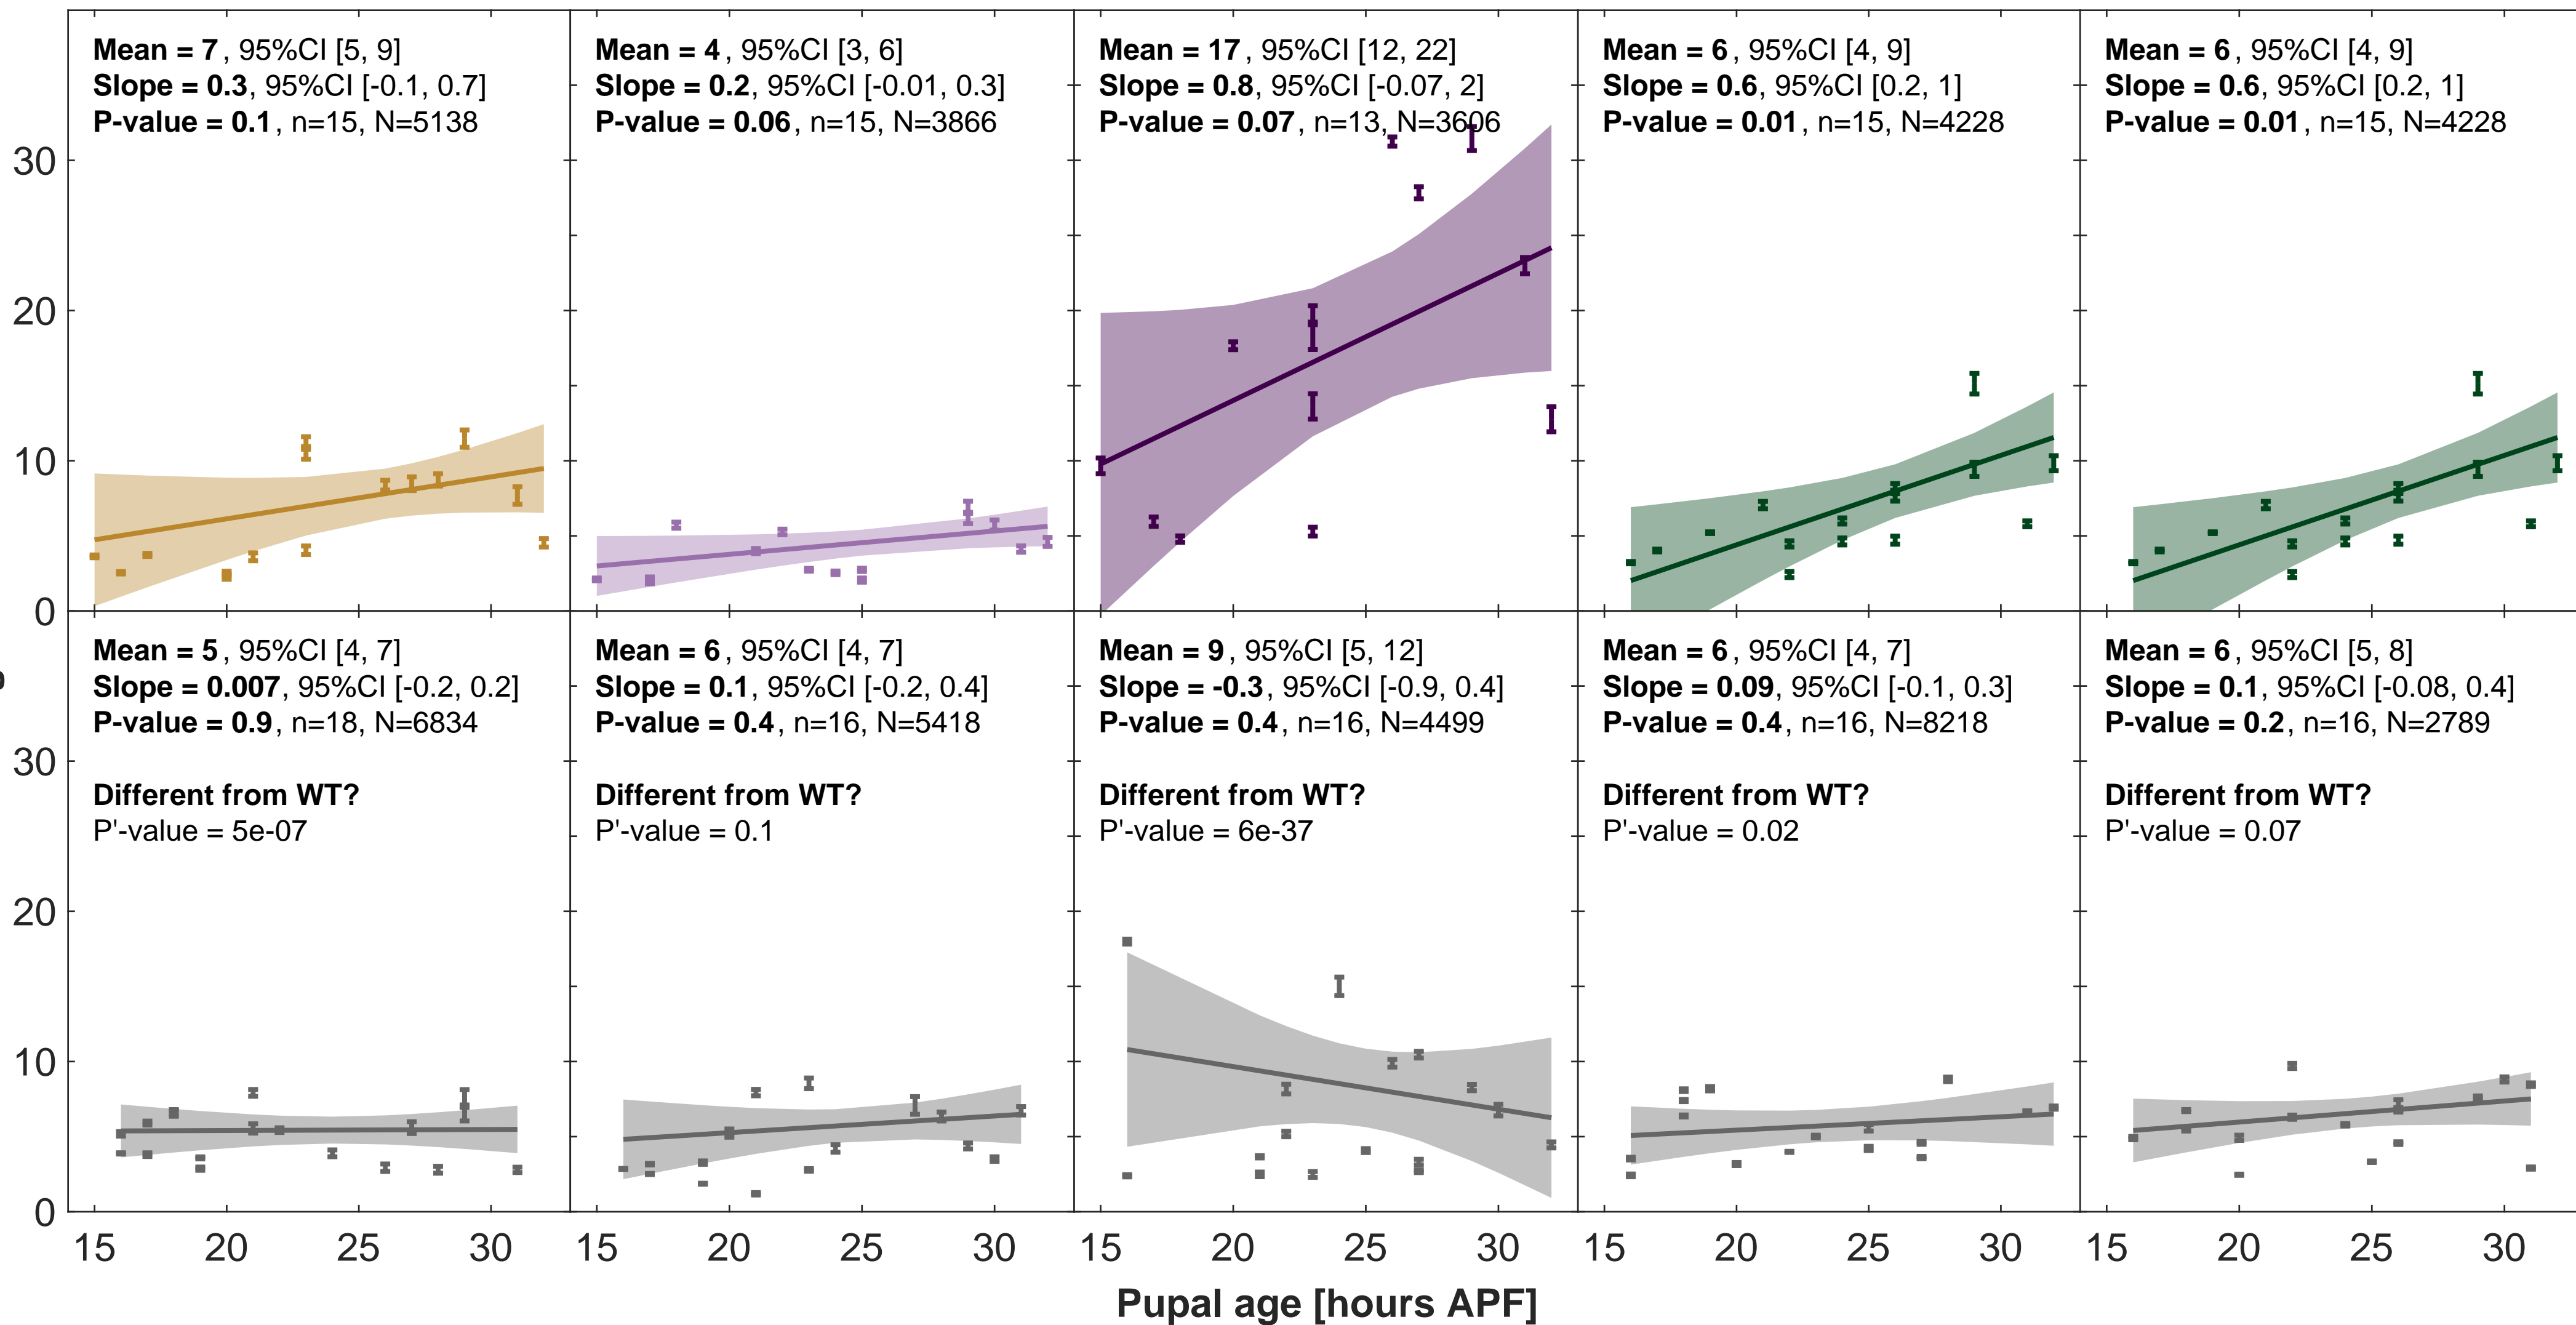 Mean = 7, 95%CI [5, 9]
Slope = 0.3, 95%CI [-0.1, 0.7]
P-value = 0.1, n=15, N=5138
Mean = 4, 95%CI [3, 6]
Slope = 0.2, 95%CI [-0.01, 0.3]
P-value = 0.06, n=15, N=3866
Mean = 17, 95%CI [12, 22]
Slope = 0.8, 95%CI [-0.07, 2]
P-value = 0.07, n=13, N=3606
Mean = 6, 95%CI [4, 9]
Slope = 0.6, 95%CI [0.2, 1]
P-value = 0.01, n=15, N=4228
Mean = 6, 95%CI [4, 9]
Slope = 0.6, 95%CI [0.2, 1]
P-value = 0.01, n=15, N=4228
30
20
10
0
Mean = 5, 95%CI [4, 7]
Slope = 0.007, 95%CI [-0.2, 0.2]
P-value = 0.9, n=18, N=6834
Different from WT?
P'-value = 5e-07
Mean = 6, 95%CI [4, 7]
Slope = 0.1, 95%CI [-0.2, 0.4]
P-value = 0.4, n=16, N=5418
Different from WT?
P'-value = 0.1
Mean = 9, 95%CI [5, 12]
Slope = -0.3, 95%CI [-0.9, 0.4]
P-value = 0.4, n=16, N=4499
Different from WT?
P'-value = 6e-37
Mean = 6, 95%CI [4, 7]
Slope = 0.09, 95%CI [-0.1, 0.3]
P-value = 0.4, n=16, N=8218
Different from WT?
P'-value = 0.02
Mean = 6, 95%CI [5, 8]
Slope = 0.1, 95%CI [-0.08, 0.4]
P-value = 0.2, n=16, N=2789
Different from WT?
P'-value = 0.07
30
20
10
0
15 20 25 30 15 20 25 30 15 20 25 30 15 20 25 30 15 20 25 30
Pupal age [hours APF]